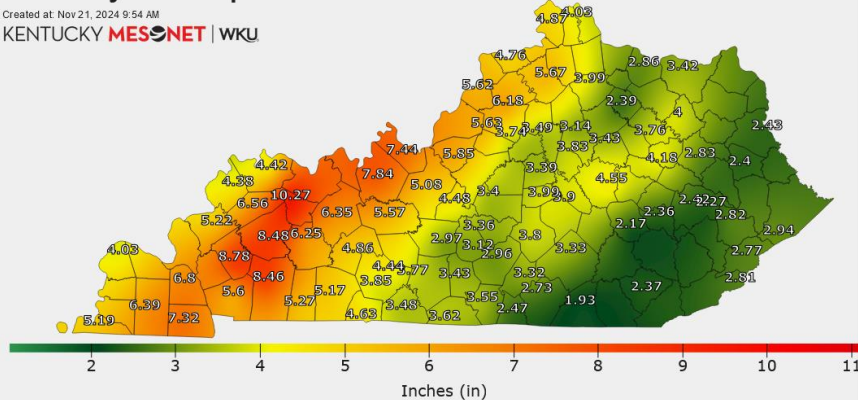 Created at: Nov 21, 2024 9:54 AM
KENTUCKY MESONET | WKU
4.87 4.03
4.76
5.67 3.99 2.86 3.42
5.62
6.18 2.39
4
5.63 3.74 3.49 3.14 3.76 2.43
3.83 3.43
7.44 5.85
4.42 4.18 2.83 2.4
7.84 3.39
4.38 5.08 4.55
10.27 3.4 3.99 3.9
6.56 4.48 2.27
5.22 6.35 5.57 2.36 2.82
3.36 2.17
8.48 6.25 2.97 3.8 2.94
4.03 4.86 3.12 3.33 2.77
8.78 2.96
4.44 3.77
6.8 8.46 3.85 3.43 3.32 2.81
5.6 5.17 2.73 2.37
6.39 5.27 3.48 3.55 1.93
5.19 7.32 4.63 3.62 2.47
2 3 4 5 6 7 8 9 10 11
Inches (in)